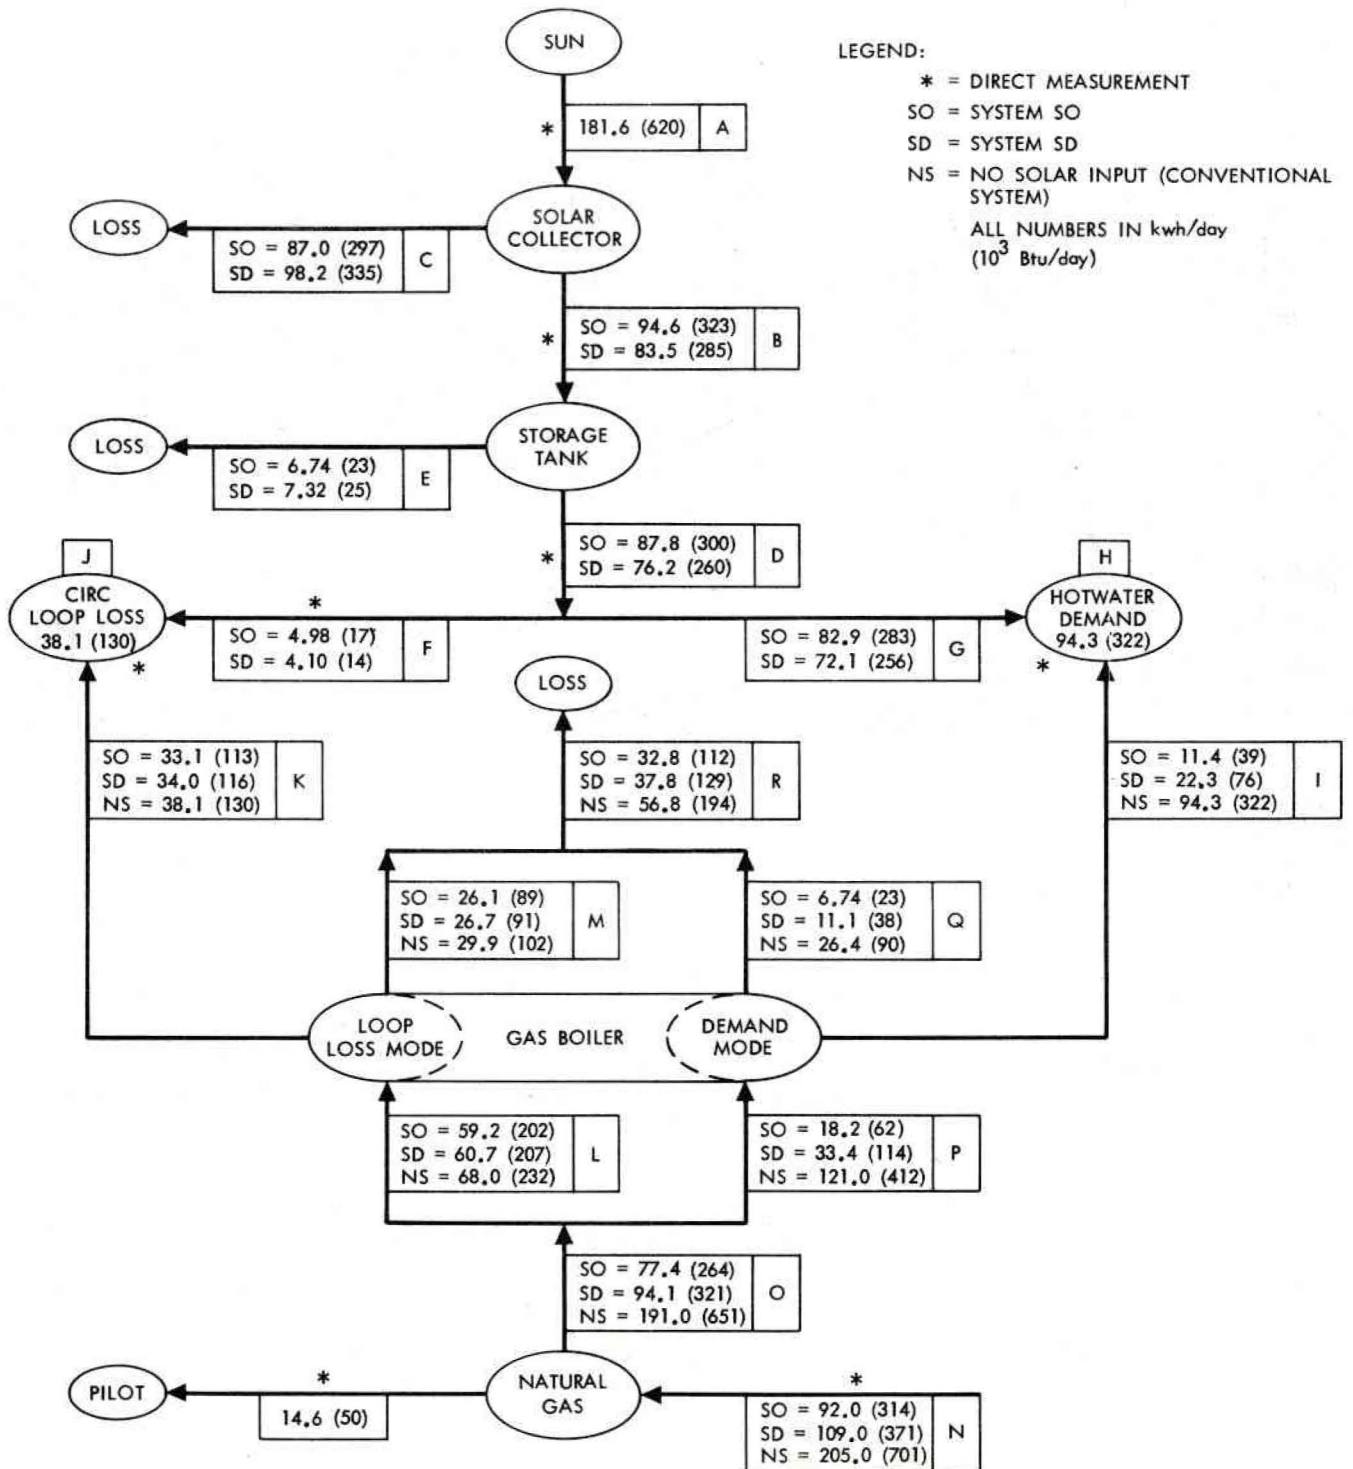 SUN
* 181.6 (620) A
LEGEND:
* = DIRECT MEASUREMENT
SO = SYSTEM SO
SD = SYSTEM SD
NS = NO SOLAR INPUT (CONVENTIONAL
SYSTEM)
ALL NUMBERS IN kwh/day
(10³ Btu/day)
LOSS
SOLAR
COLLECTOR
SO = 87.0 (297)
SD = 98.2 (335)
C
*
SO = 94.6 (323)
SD = 83.5 (285)
B
LOSS
STORAGE
TANK
SO = 6.74 (23)
SD = 7.32 (25)
E
*
SO = 87.8 (300)
SD = 76.2 (260)
D
J
CIRC
LOOP LOSS
38.1 (130)
*
H
HOTWATER
DEMAND
94.3 (322)
*
*
SO = 4.98 (17)
SD = 4.10 (14)
F
SO = 82.9 (283)
SD = 72.1 (256)
G
LOSS
SO = 33.1 (113)
SD = 34.0 (116)
NS = 38.1 (130)
K
SO = 32.8 (112)
SD = 37.8 (129)
NS = 56.8 (194)
R
SO = 11.4 (39)
SD = 22.3 (76)
NS = 94.3 (322)
I
SO = 26.1 (89)
SD = 26.7 (91)
NS = 29.9 (102)
M
SO = 6.74 (23)
SD = 11.1 (38)
NS = 26.4 (90)
Q
LOOP
LOSS MODE
GAS BOILER
DEMAND
MODE
SO = 59.2 (202)
SD = 60.7 (207)
NS = 68.0 (232)
L
SO = 18.2 (62)
SD = 33.4 (114)
NS = 121.0 (412)
P
SO = 77.4 (264)
SD = 94.1 (321)
NS = 191.0 (651)
O
PILOT
*
14.6 (50)
NATURAL
GAS
*
SO = 92.0 (314)
SD = 109.0 (371)
NS = 205.0 (701)
N